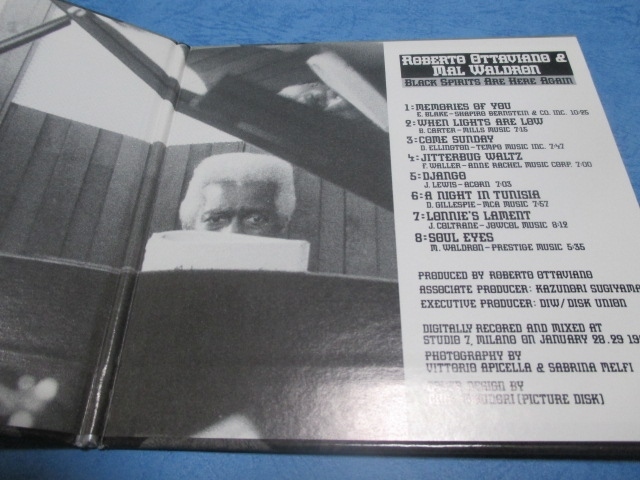 Roberto Ottaviano &
Mal Waldron
Black Spirits Are Here Again
1: MEMORIES OF YOU
E. BLAKE-SHAPIRO BERNSTEIN & CO. INC. 10:25
2: WHEN LIGHTS ARE LOW
B. CARTER-MILLS MUSIC 7:15
3: COME SUNDAY
D. ELLINGTON-TEMPO MUSIC INC. 7:47
4: JITTERBUG WALTZ
F. WALLER-ANNE RACHEL MUSIC CORP. 7:00
5: DJANGO
J. LEWIS-ACORN 7:03
6: A NIGHT IN TUNISIA
D. GILLESPIE-MCA MUSIC 7:57
7: LONNIE'S LAMENT
J. COLTRANE-JOWCOL MUSIC 8:12
8: SOUL EYES
M. WALDRON-PRESTIGE MUSIC 5:35
PRODUCED BY ROBERTO OTTAVIANO
ASSOCIATE PRODUCER: KAZUNORI SUGIYAMA
EXECUTIVE PRODUCER: DIW/DISK UNION
DIGITALLY RECORED AND MIXED AT
STUDIO 7, MILANO ON JANUARY 28.29 19
PHOTOGRAPHY BY
VITTORIO APICELLA & SABRINA MELFI
DESIGN BY
(PICTURE DISK)